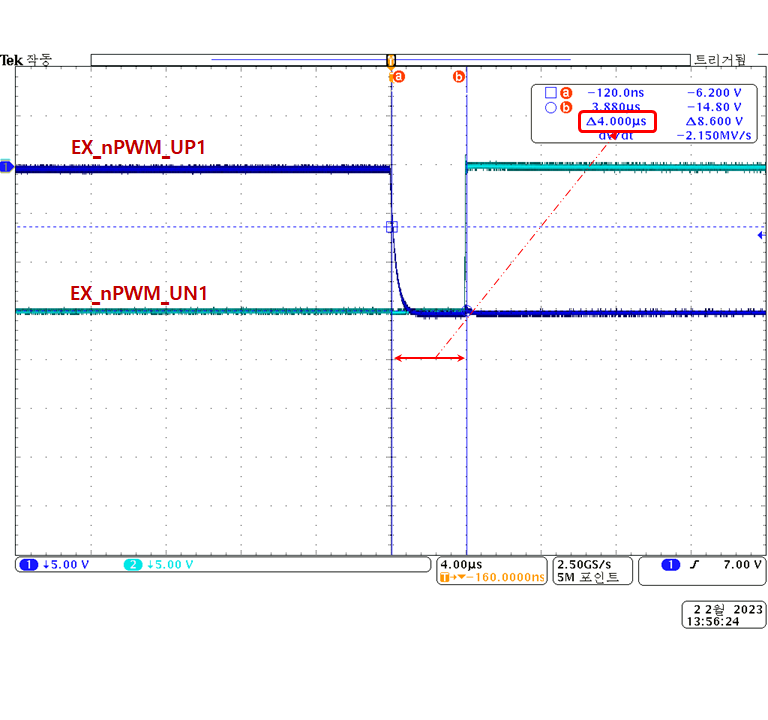 Tek 작동
트리거됨
T
a b
a -120.0ns -6.200 V
b 3.880µs -14.80 V
Δ4.000µs Δ8.600 V
dv/dt -2.150MV/s
EX_nPWM_UP1
1
EX_nPWM_UN1
1 ↓5.00 V 2 ↓5.00 V
4.00µs
T→▼-160.0000ns
2.50GS/s
5M 포인트
1 7.00 V
2 2월 2023
13:56:24